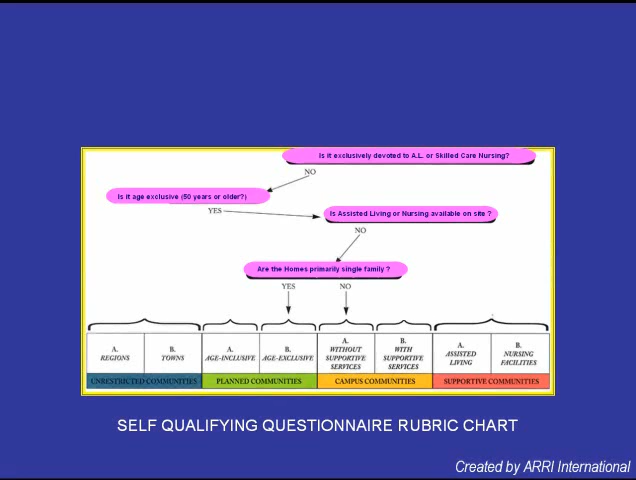 Is it exclusively devoted to A.L. or Skilled Care Nursing?
NO
Is it age exclusive (50 years or older?)
YES
Is Assisted Living or Nursing available on site ?
NO
Are the Homes primarily single family ?
YES
NO
A.
REGIONS
B.
TOWNS
A.
AGE-INCLUSIVE
B.
AGE-EXCLUSIVE
A.
WITHOUT
SUPPORTIVE
SERVICES
B.
WITH
SUPPORTIVE
SERVICES
A.
ASSISTED
LIVING
B.
NURSING
FACILITIES
UNRESTRICTED COMMUNITIES
PLANNED COMMUNITIES
CAMPUS COMMUNITIES
SUPPORTIVE COMMUNITIES
SELF QUALIFYING QUESTIONNAIRE RUBRIC CHART
Created by ARRI International